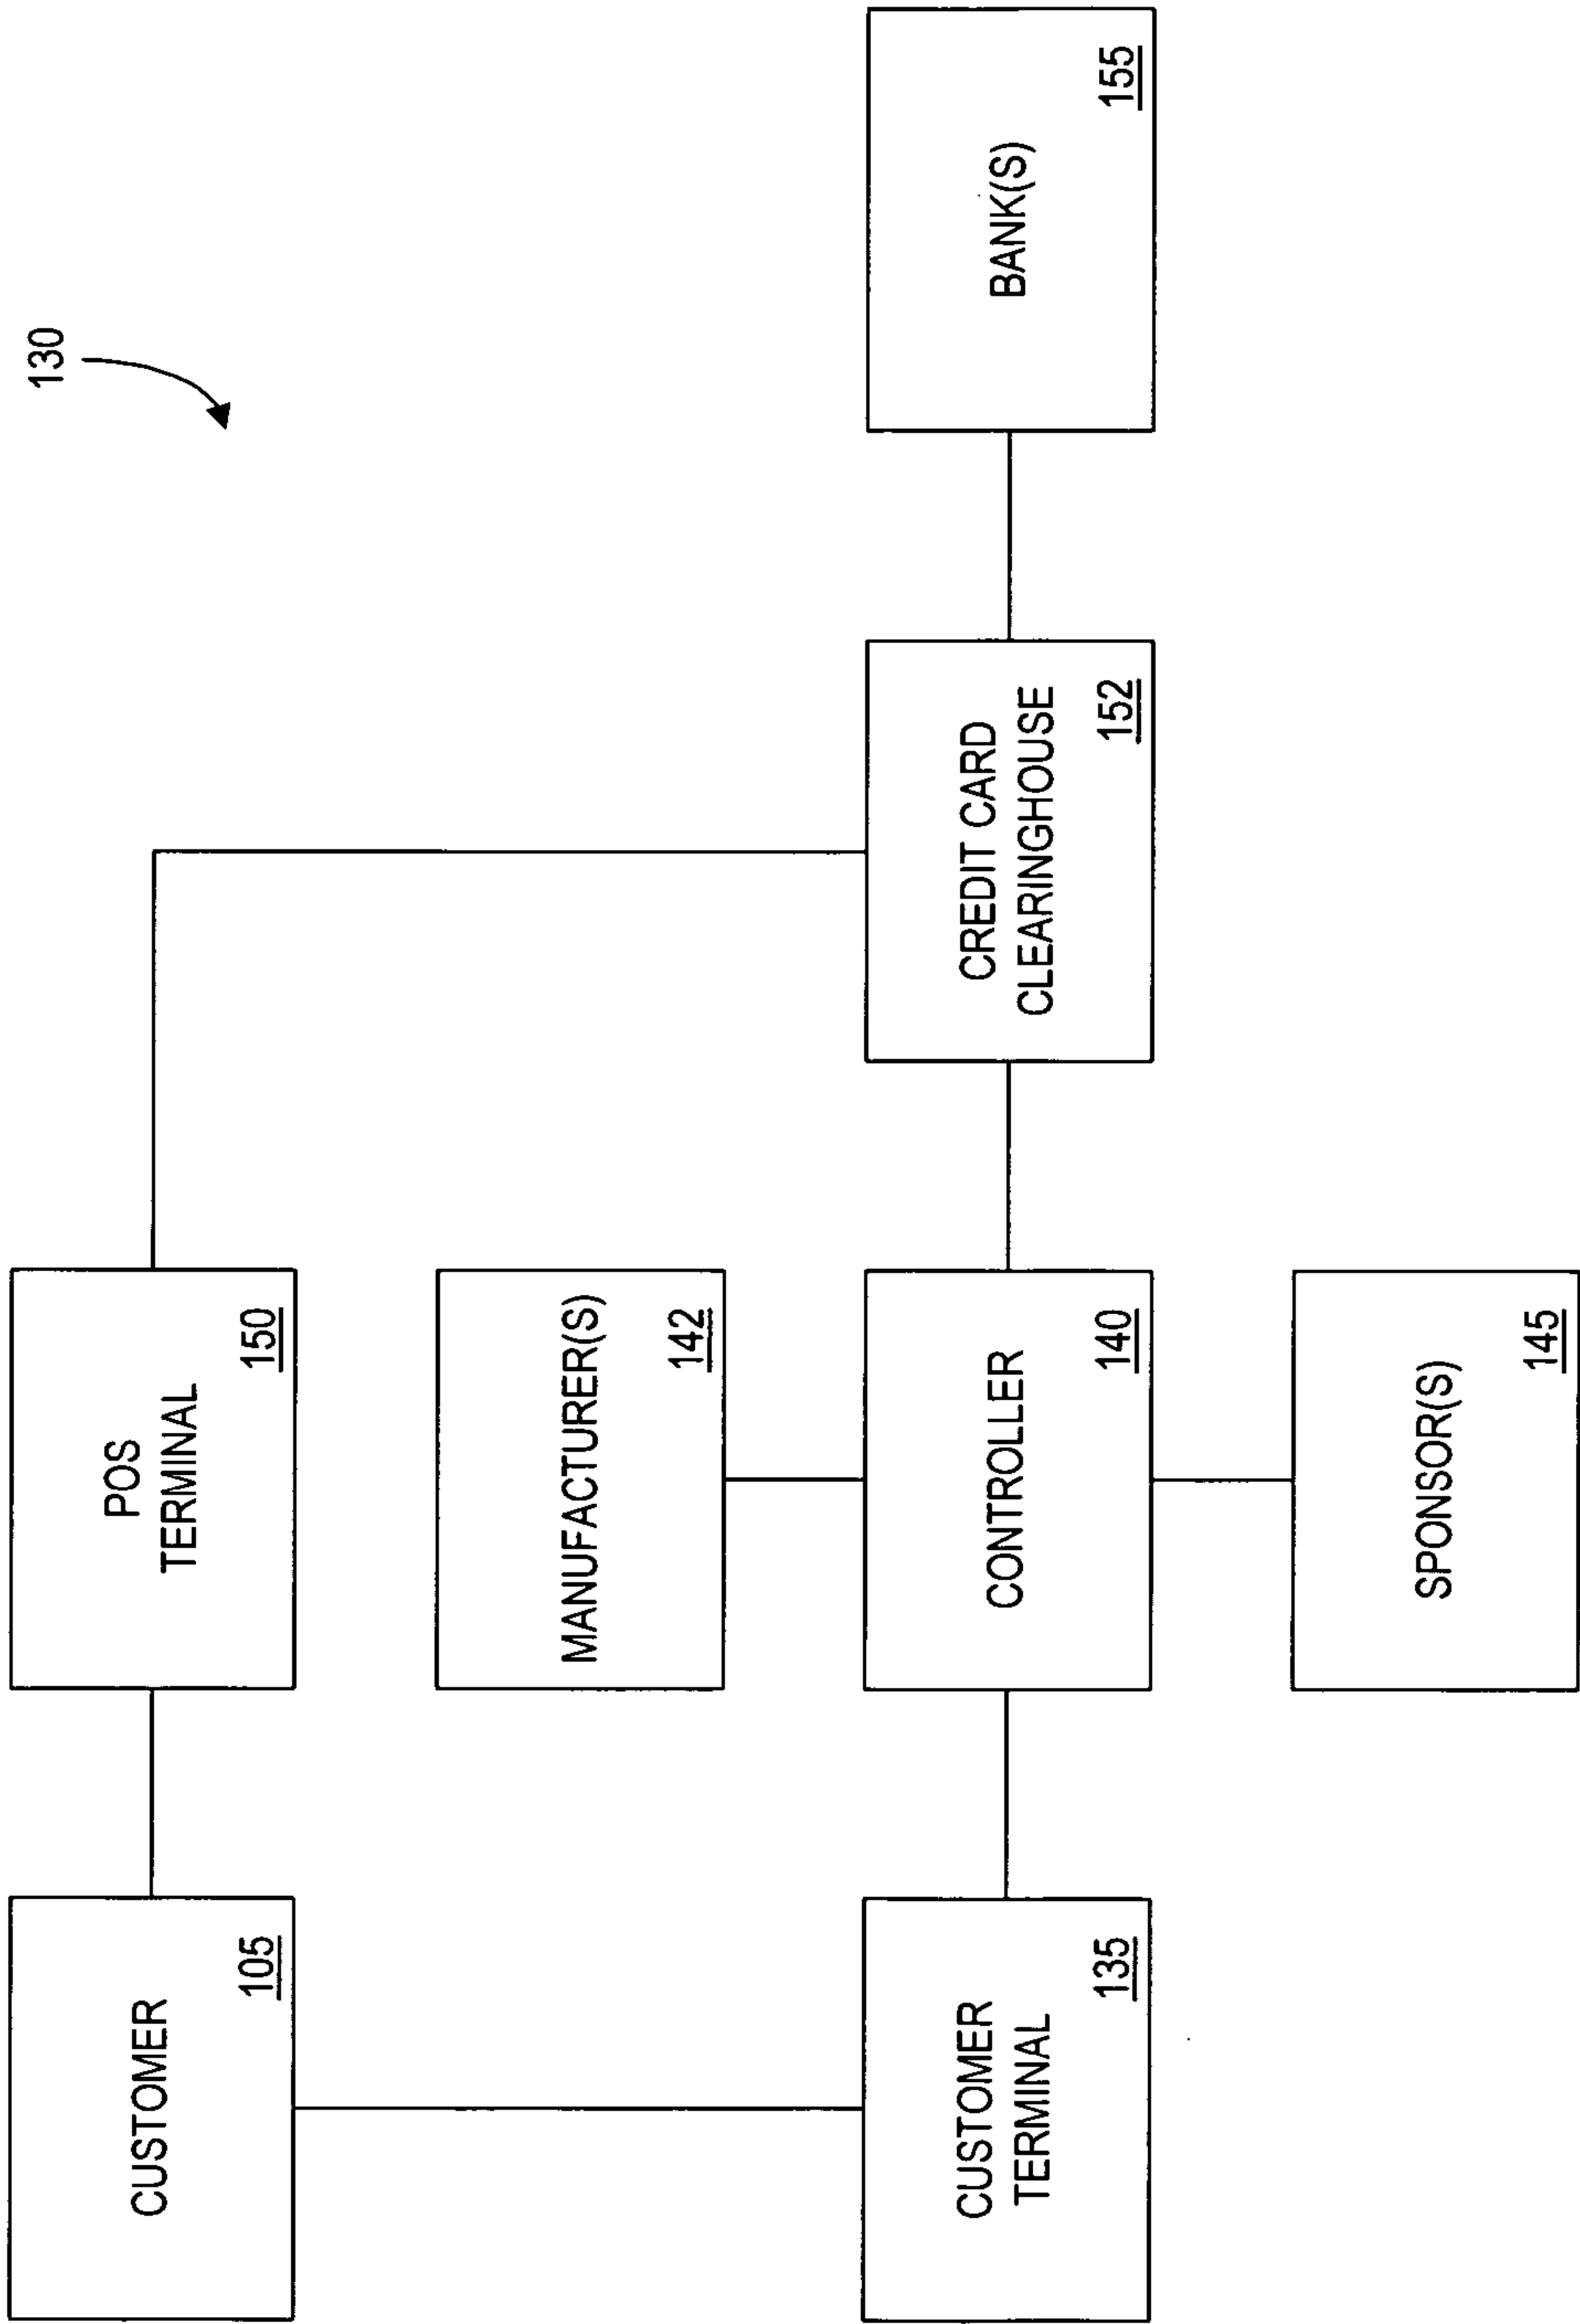 130
CUSTOMER
105
POS
TERMINAL
150
MANUFACTURER(S)
142
CUSTOMER
TERMINAL
135
CONTROLLER
140
CREDIT CARD
CLEARINGHOUSE
152
BANK(S)
155
SPONSOR(S)
145